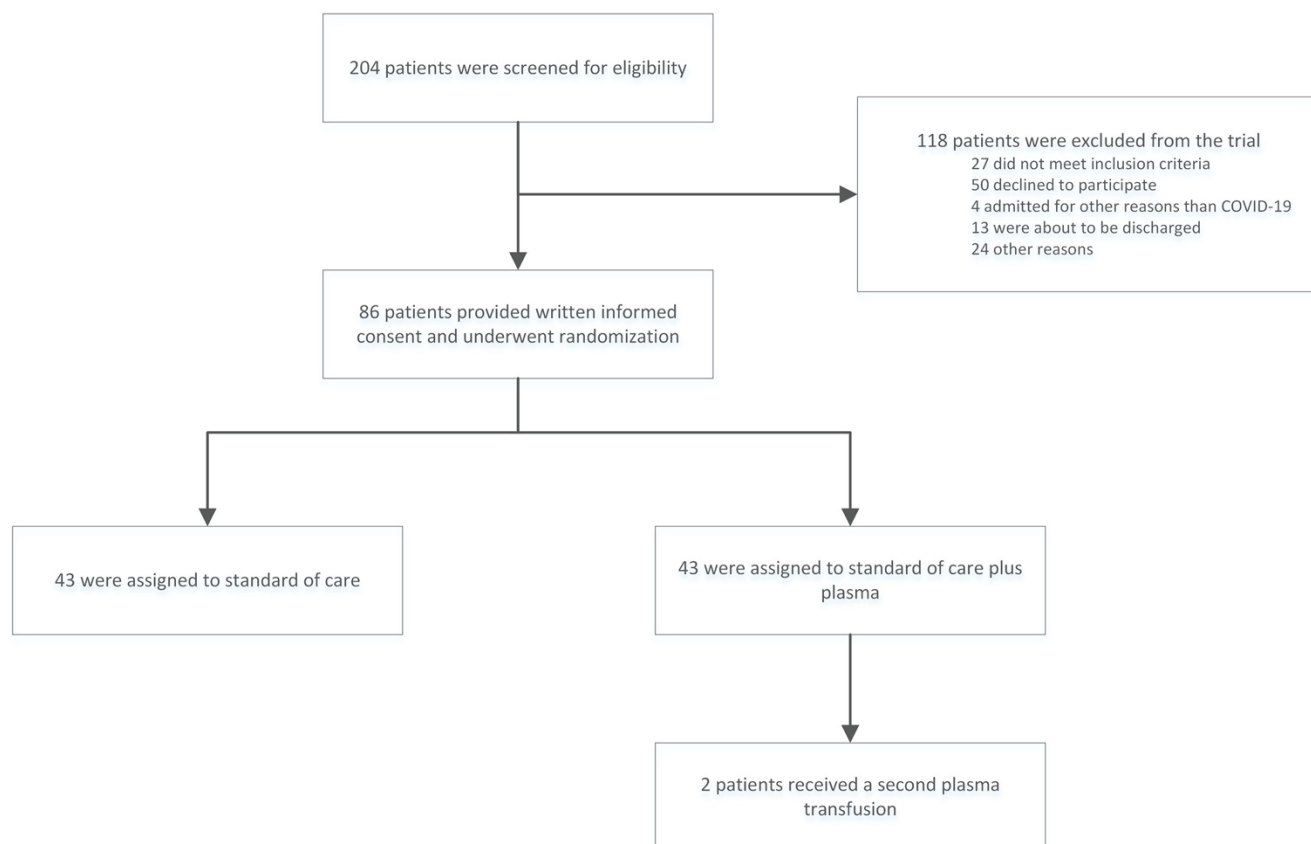 204 patients were screened for eligibility
118 patients were excluded from the trial
27 did not meet inclusion criteria
50 declined to participate
4 admitted for other reasons than COVID-19
13 were about to be discharged
24 other reasons
86 patients provided written informed
consent and underwent randomization
43 were assigned to standard of care
43 were assigned to standard of care plus
plasma
2 patients received a second plasma
transfusion